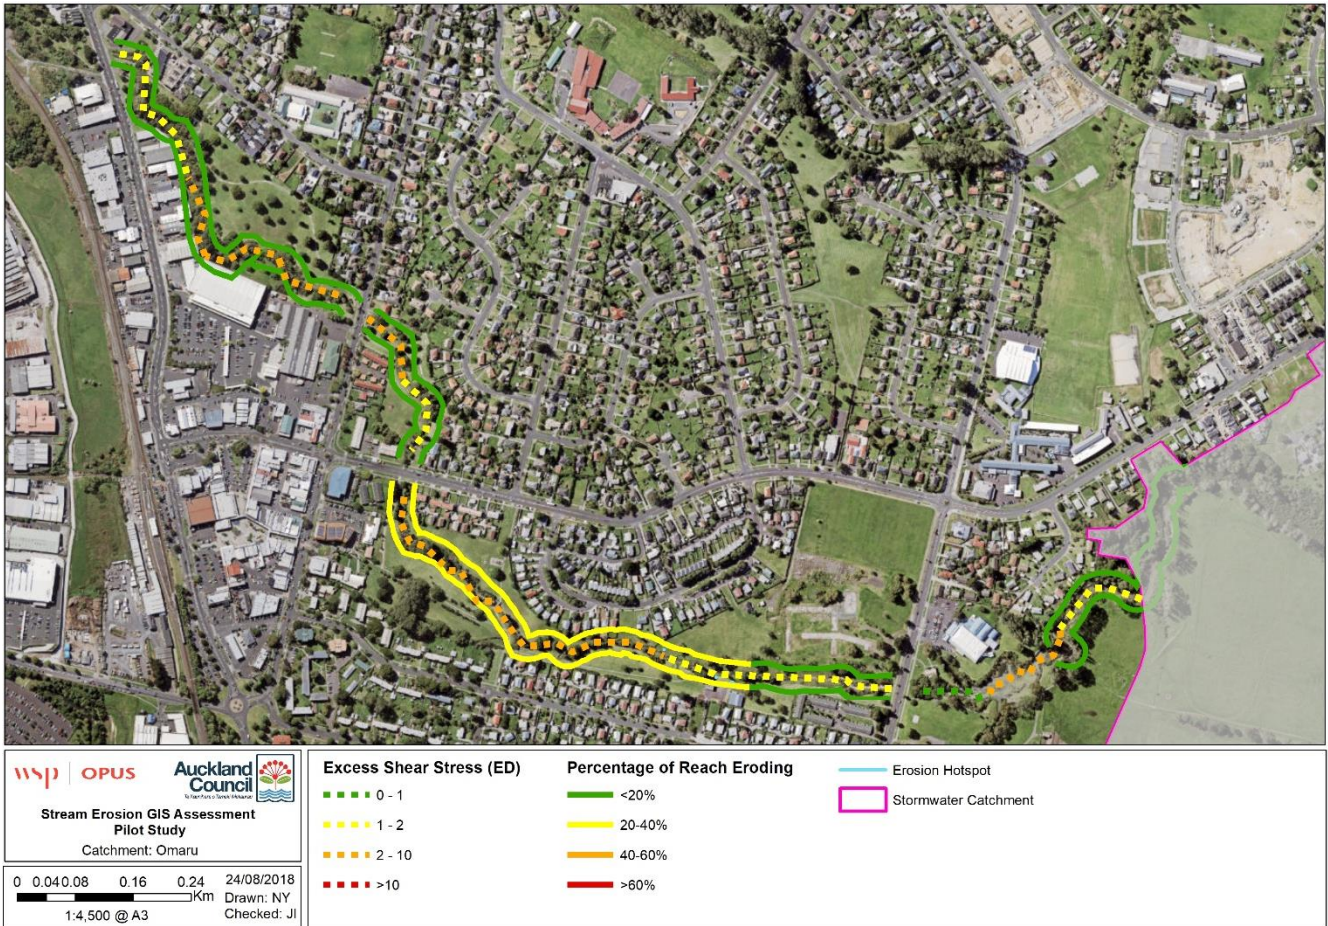 wsp | OPUS
Auckland
Council
Stream Erosion GIS Assessment
Pilot Study
Catchment: Omaru
0 0.04 0.08 0.16 0.24
Km
1:4,500 @ A3
24/08/2018
Drawn: NY
Checked: JI
Excess Shear Stress (ED)
0 - 1
1 - 2
2 - 10
>10
Percentage of Reach Eroding
<20%
20-40%
40-60%
>60%
Erosion Hotspot
Stormwater Catchment